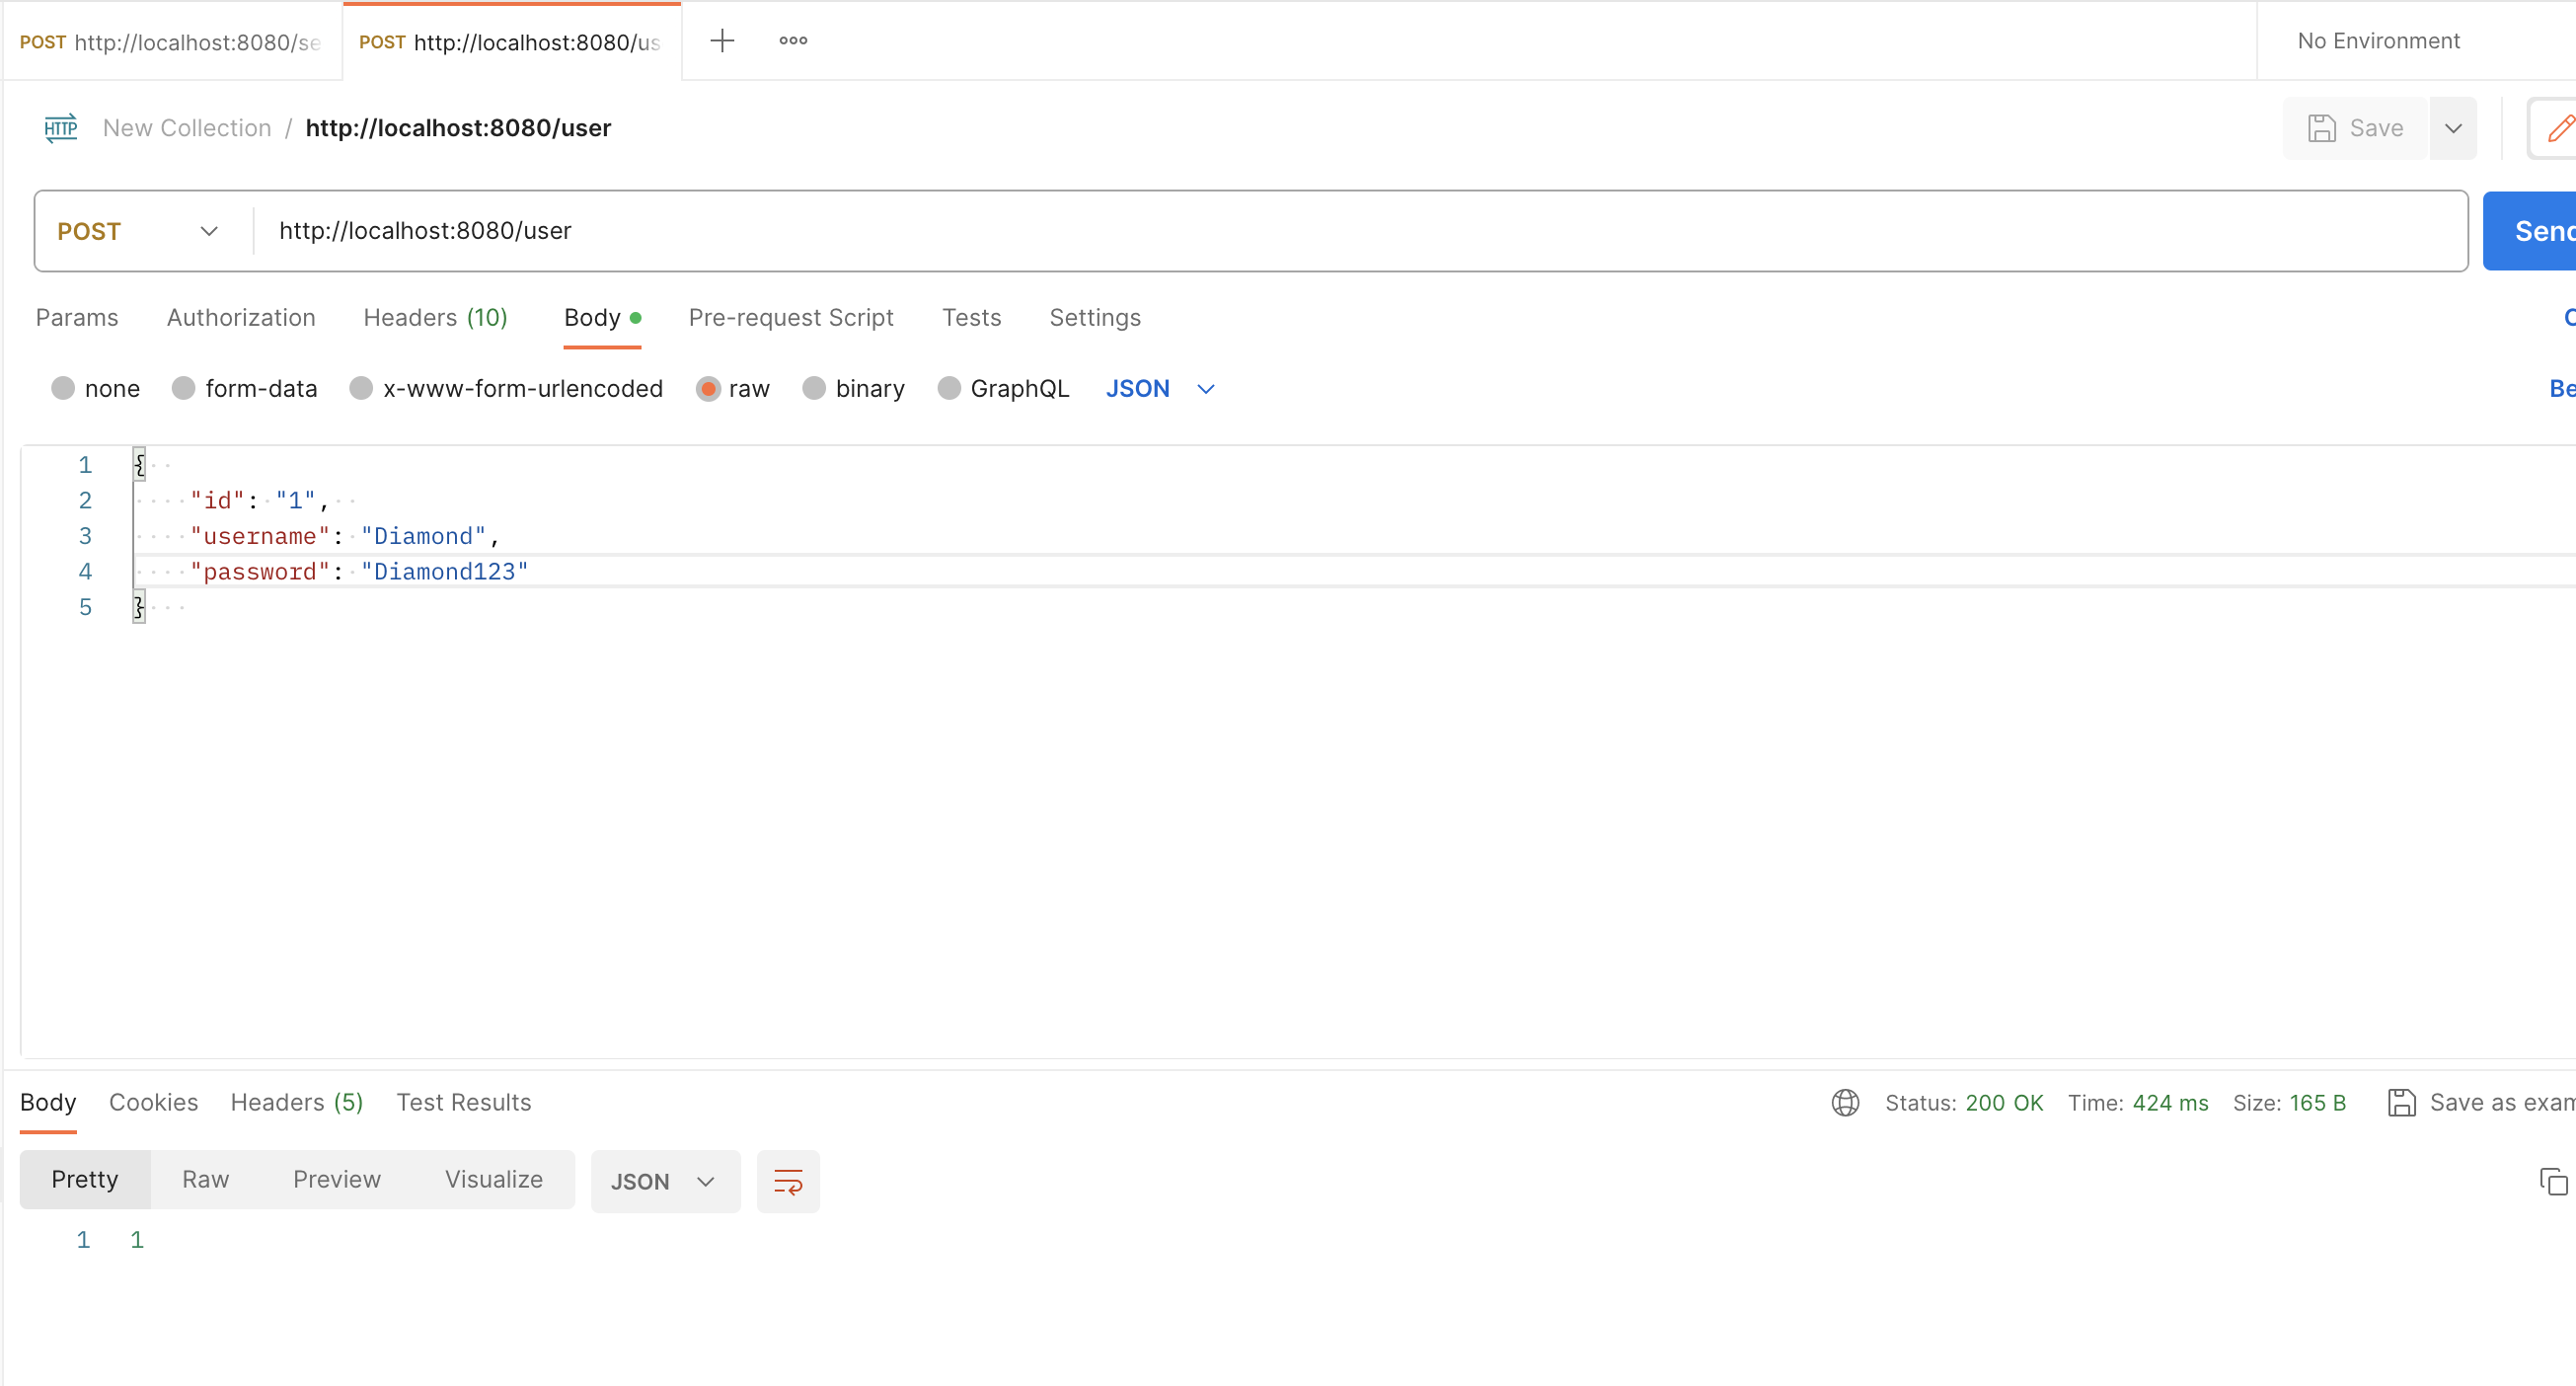 POST http://localhost:8080/se POST http://localhost:8080/us No Environment
HTTP New Collection / http://localhost:8080/user Save
POST http://localhost:8080/user Send
Params Authorization Headers (10) Body Pre-request Script Tests Settings
none form-data x-www-form-urlencoded raw binary GraphQL JSON Be
1 {
2 "id": "1",
3 "username": "Diamond",
4 "password": "Diamond123"
5 }
Body Cookies Headers (5) Test Results Status: 200 OK Time: 424 ms Size: 165 B Save as exam
Pretty Raw Preview Visualize JSON
1 1